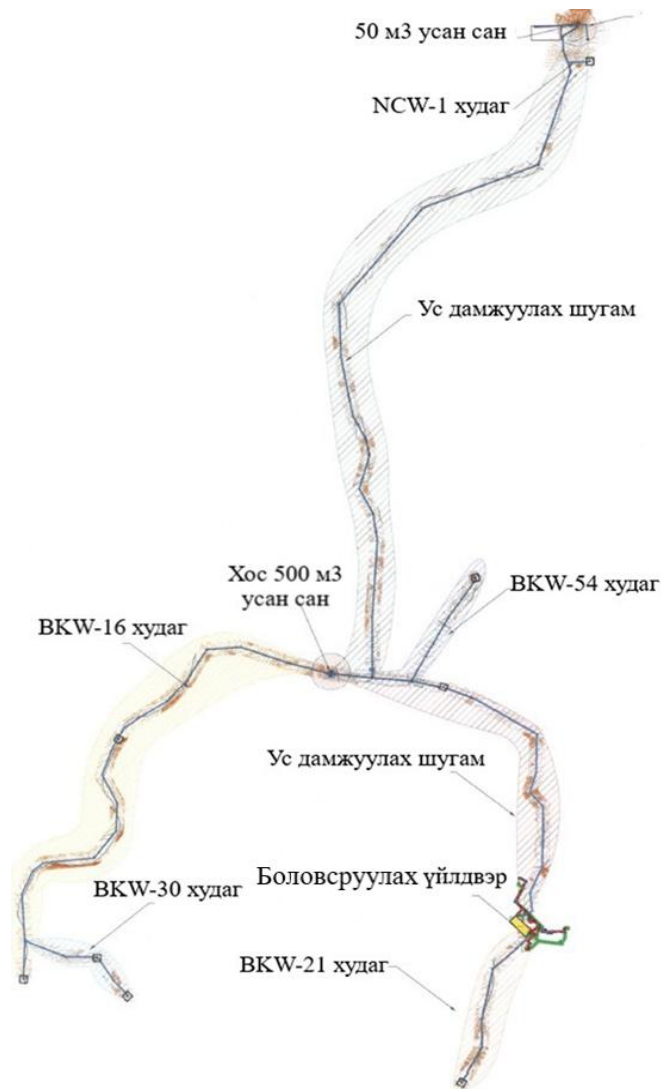 50 м3 усан сан
NCW-1 худаг
Ус дамжуулах шугам
Хос 500 м3
усан сан
BKW-54 худаг
BKW-16 худаг
Ус дамжуулах шугам
Боловсруулах үйлдвэр
BKW-30 худаг
BKW-21 худаг